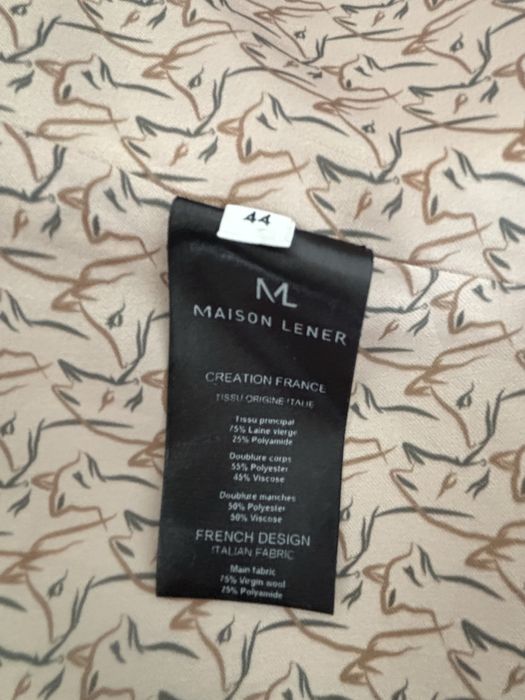 44
ML
MAISON LENER
CREATION FRANCE
TISSU ORIGINE ITALIE
Tissu principal
75% Laine vierge
25% Polyamide
Doublure corps
55% Polyester
45% Viscose
Doublure manches
50% Polyester
50% Viscose
FRENCH DESIGN
ITALIAN FABRIC
Main fabric
75% Virgin wool
25% Polyamide